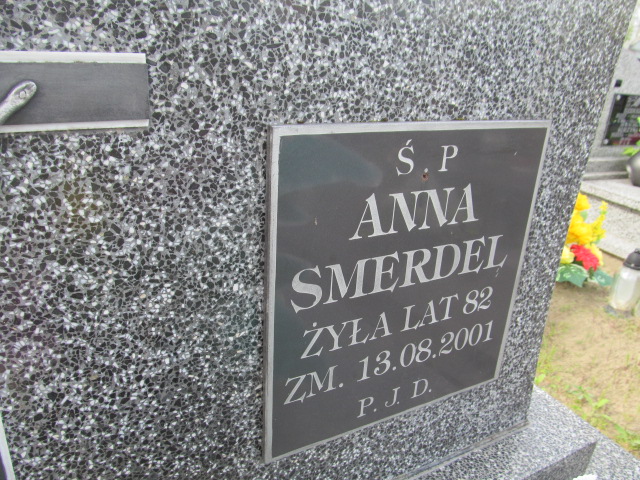 Ś.P
ANNA
SMERDEL
ŻYŁA LAT 82
ZM. 13.08.2001
P. J D.